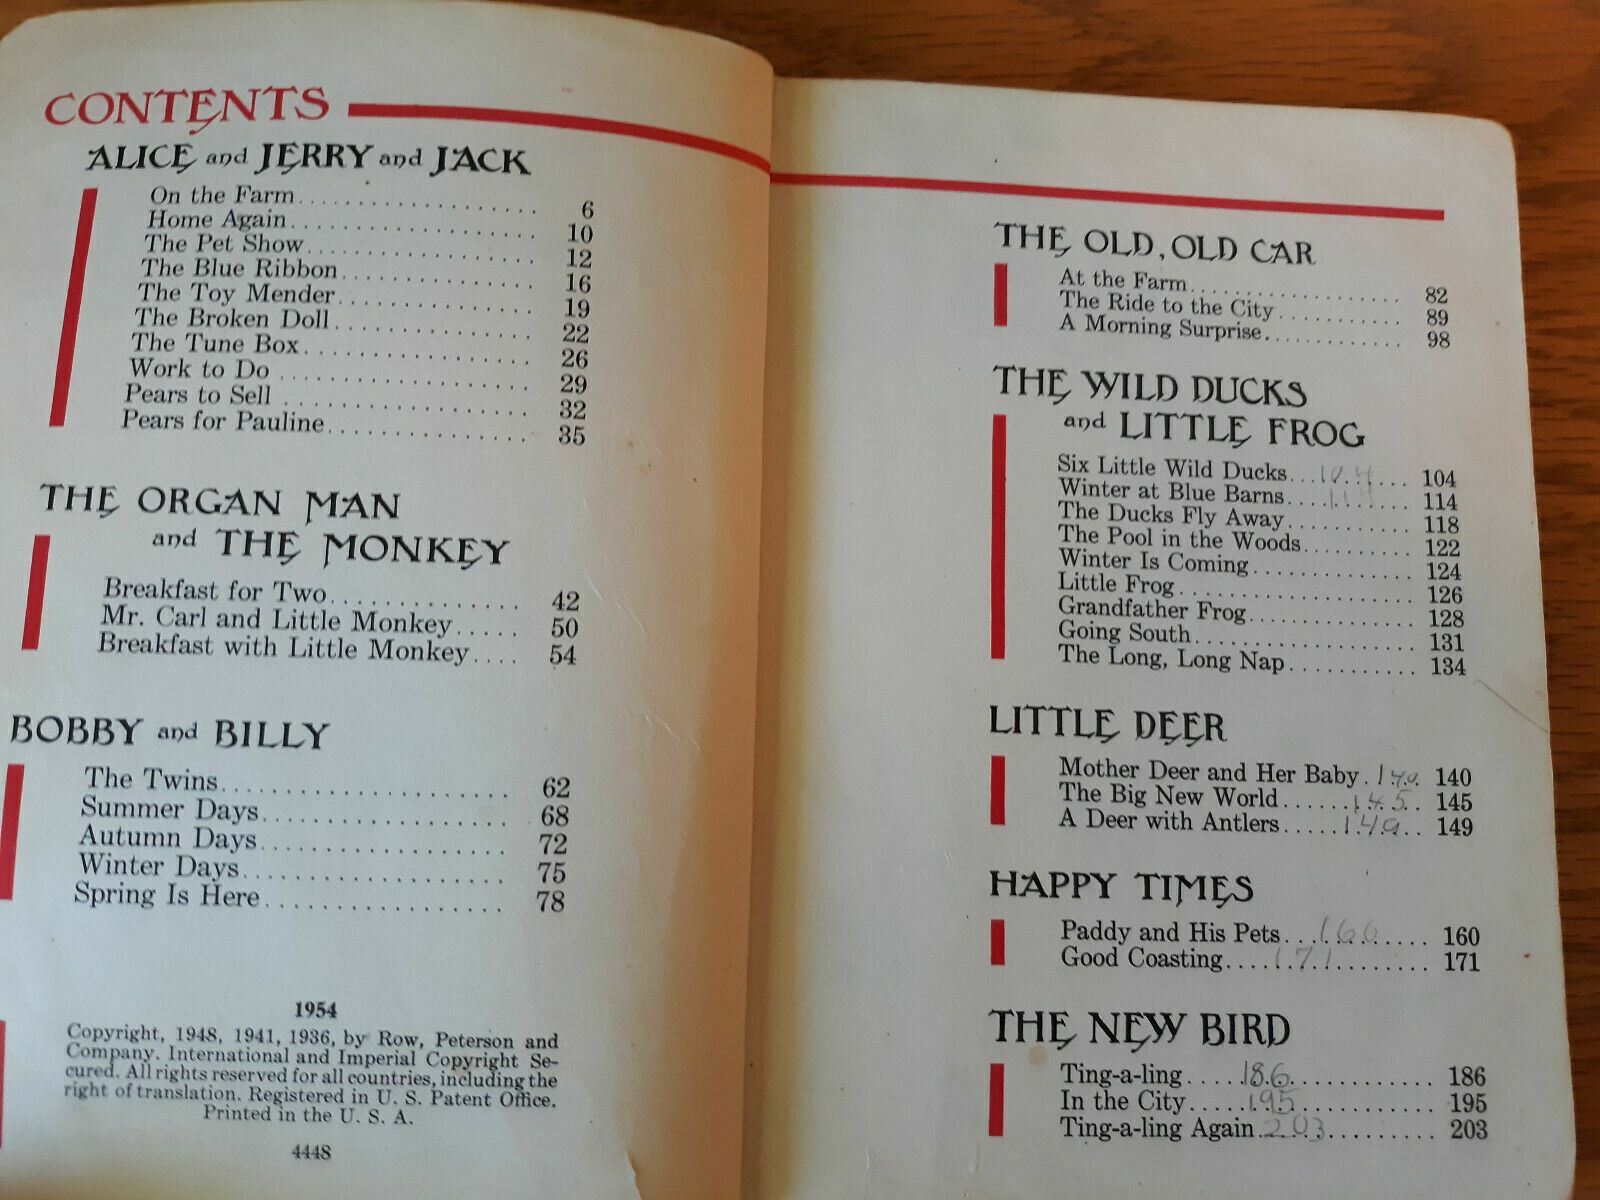 CONTENTS
ALICE and JERRY and JACK
On the Farm.................... 6
Home Again.................... 10
The Pet Show.................... 12
The Blue Ribbon.................... 16
The Toy Mender.................... 19
The Broken Doll.................... 22
The Tune Box.................... 26
Work to Do.................... 29
Pears to Sell.................... 32
Pears for Pauline.................... 35
THE ORGAN MAN
and THE MONKEY
Breakfast for Two.................... 42
Mr. Carl and Little Monkey..... 50
Breakfast with Little Monkey.... 54
BOBBY and BILLY
The Twins.................... 62
Summer Days.................... 68
Autumn Days.................... 72
Winter Days.................... 75
Spring Is Here.................... 78
1954
Copyright, 1948, 1941, 1936, by Row, Peterson and
Company. International and Imperial Copyright Se-
cured. All rights reserved for all countries, including the
right of translation. Registered in U. S. Patent Office.
Printed in the U. S. A.
4448
THE OLD, OLD CAR
At the Farm.................... 82
The Ride to the City............ 89
A Morning Surprise............. 98
THE WILD DUCKS
and LITTLE FROG
Six Little Wild Ducks...104... 104
Winter at Blue Barns...114... 114
The Ducks Fly Away........... 118
The Pool in the Woods.......... 122
Winter Is Coming.............. 124
Little Frog.................... 126
Grandfather Frog.............. 128
Going South.................... 131
The Long, Long Nap........... 134
LITTLE DEER
Mother Deer and Her Baby.140. 140
The Big New World......145.. 145
A Deer with Antlers.....149.. 149
HAPPY TIMES
Paddy and His Pets...160..... 160
Good Coasting....171........ 171
THE NEW BIRD
Ting-a-ling....186............ 186
In the City.....195............ 195
Ting-a-ling Again.203.......... 203